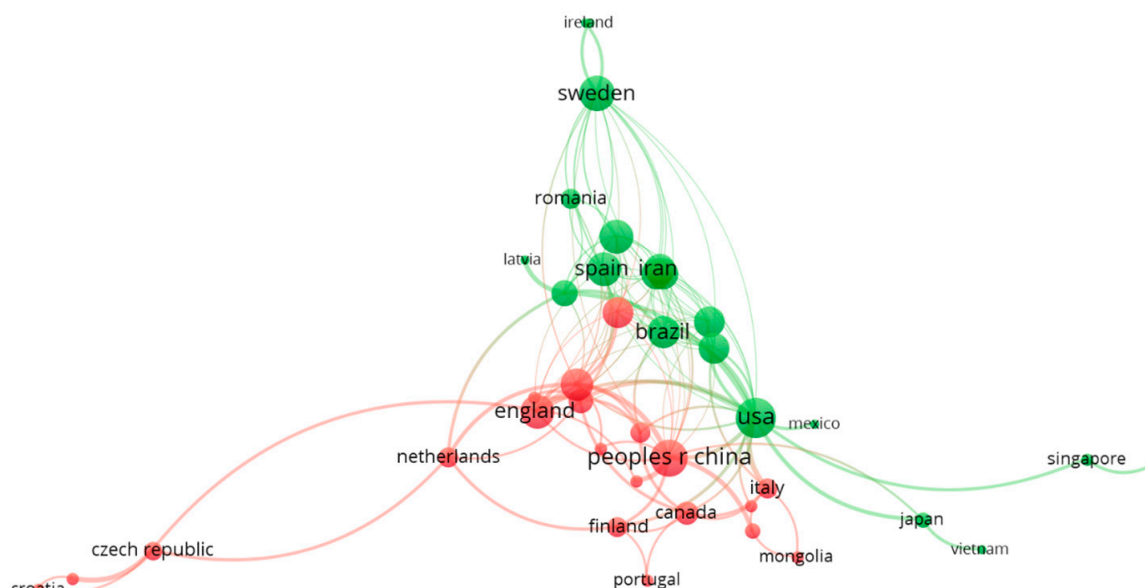 ireland
sweden
romania
latvia
spain
iran
brazil
england
usa
mexico
netherlands
peoples r china
singapore
italy
canada
finland
japan
czech republic
vietnam
mongolia
portugal
croatia